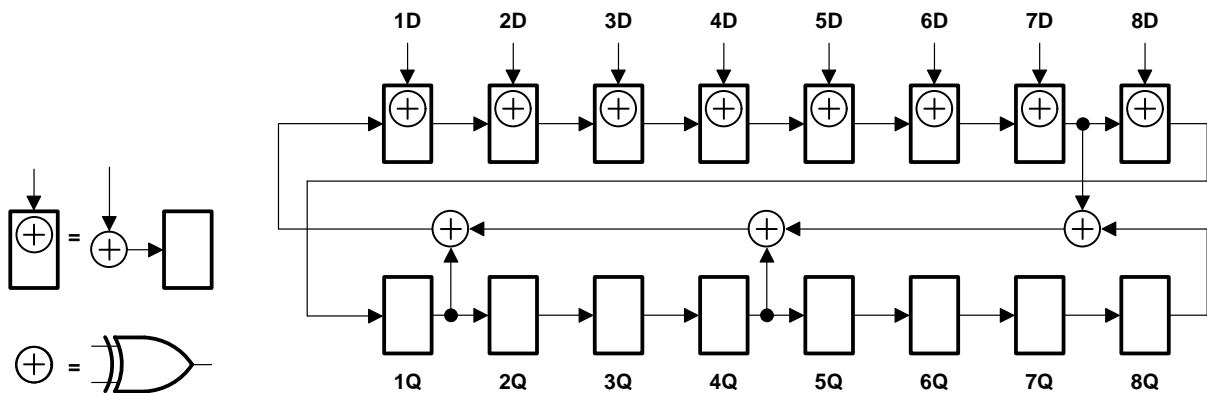 1D 2D 3D 4D 5D 6D 7D 8D
=
=
1Q 2Q 3Q 4Q 5Q 6Q 7Q 8Q